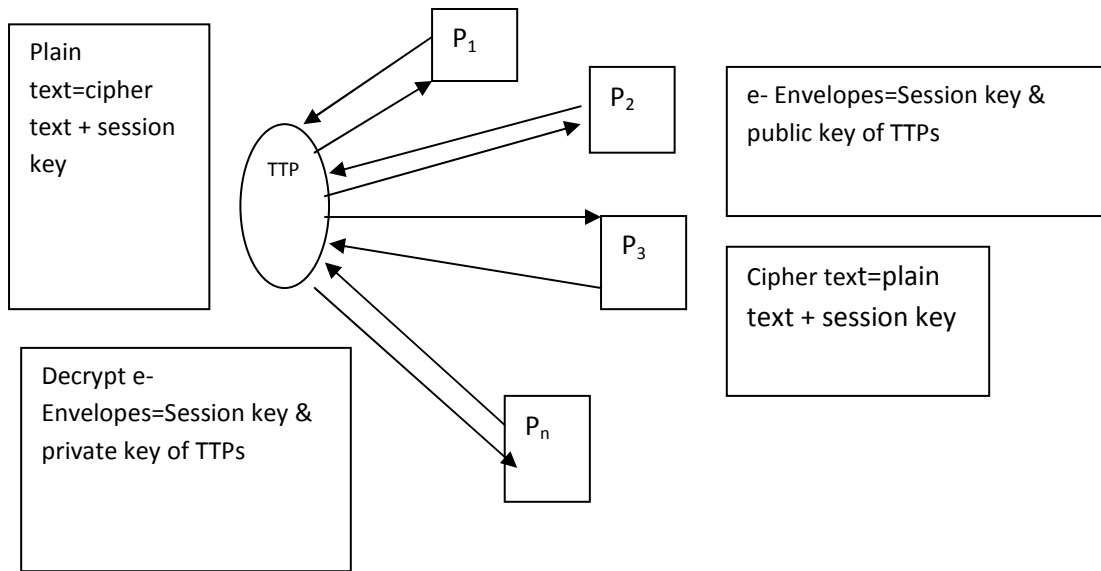 Plain
text=cipher
text + session
key
P₁
P₂
e- Envelopes=Session key &
public key of TTPs
TTP
P₃
Cipher text=plain
text + session key
Decrypt e-
Envelopes=Session key &
private key of TTPs
Pₙ